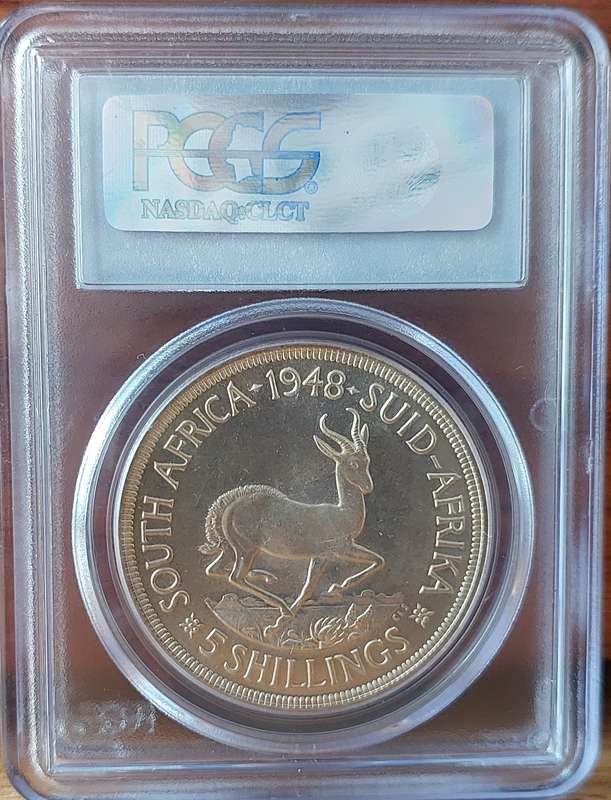 PCGS®
NASDAQ:CLCT
SOUTH AFRICA · 1948 · SUID-AFRIKA
5 SHILLINGS